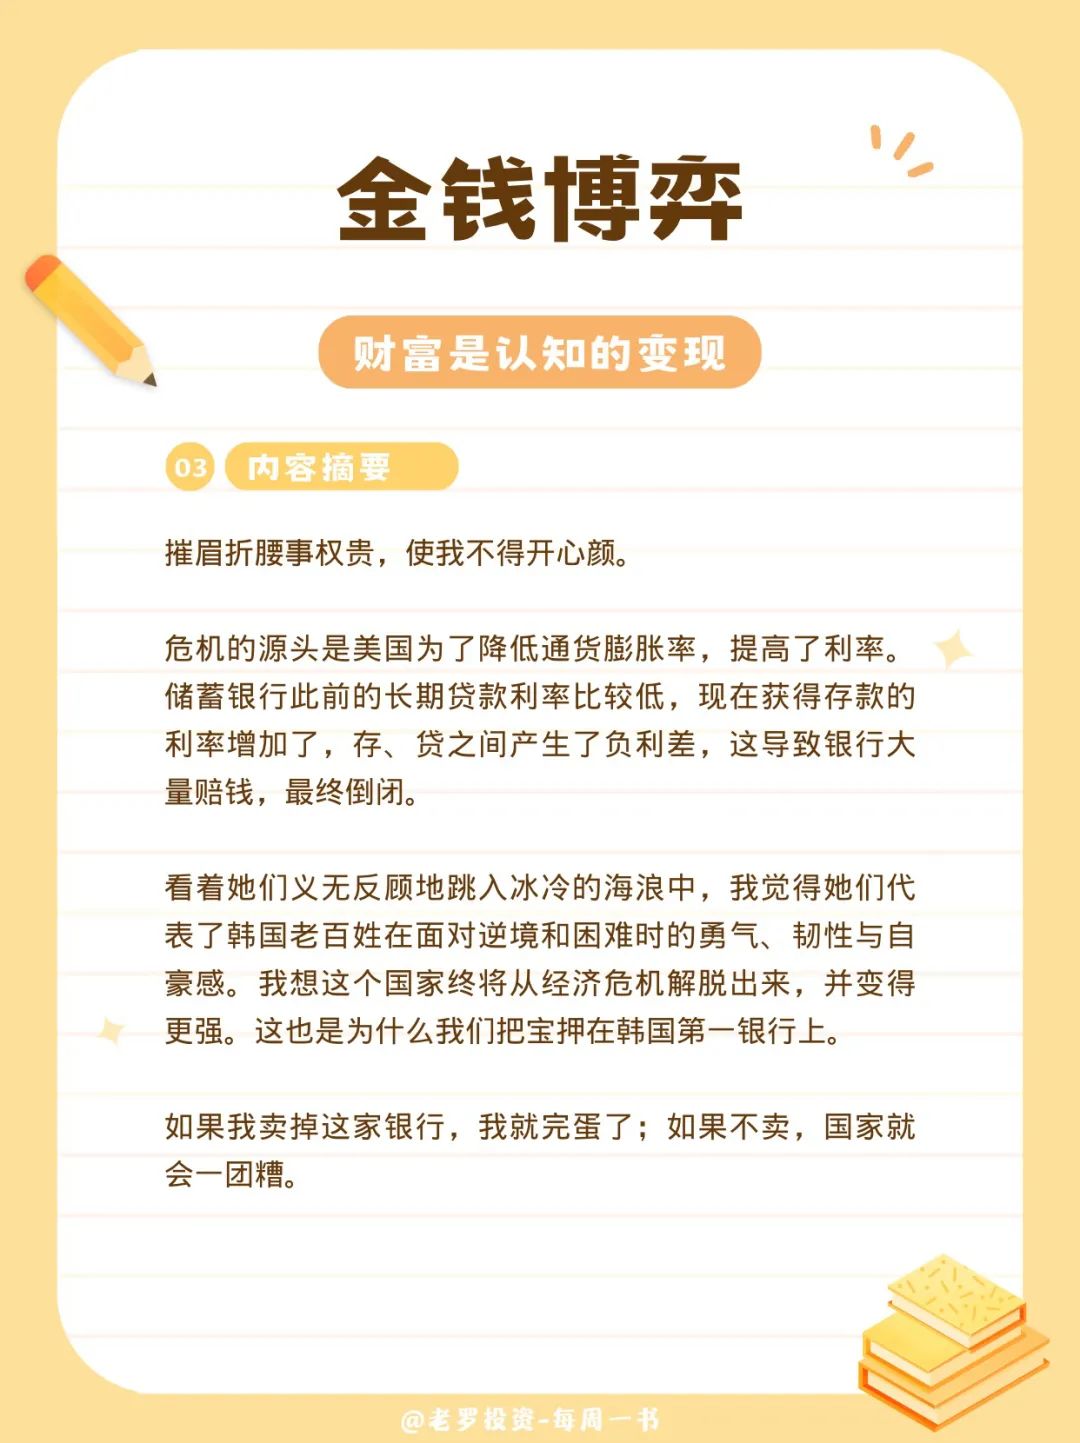 金钱博弈
财富是认知的变现
03 内容摘要
摧眉折腰事权贵，使我不得开心颜。
危机的源头是美国为了降低通货膨胀率，提高了利率。
储蓄银行此前的长期贷款利率比较低，现在获得存款的
利率增加了，存、贷之间产生了负利差，这导致银行大
量赔钱，最终倒闭。
看着她们义无反顾地跳入冰冷的海浪中，我觉得她们代
表了韩国老百姓在面对逆境和困难时的勇气、韧性与自
豪感。我想这个国家终将从经济危机解脱出来，并变得
更强。这也是为什么我们把宝押在韩国第一银行上。
如果我卖掉这家银行，我就完蛋了；如果不卖，国家就
会一团糟。
@老罗投资-每周一书